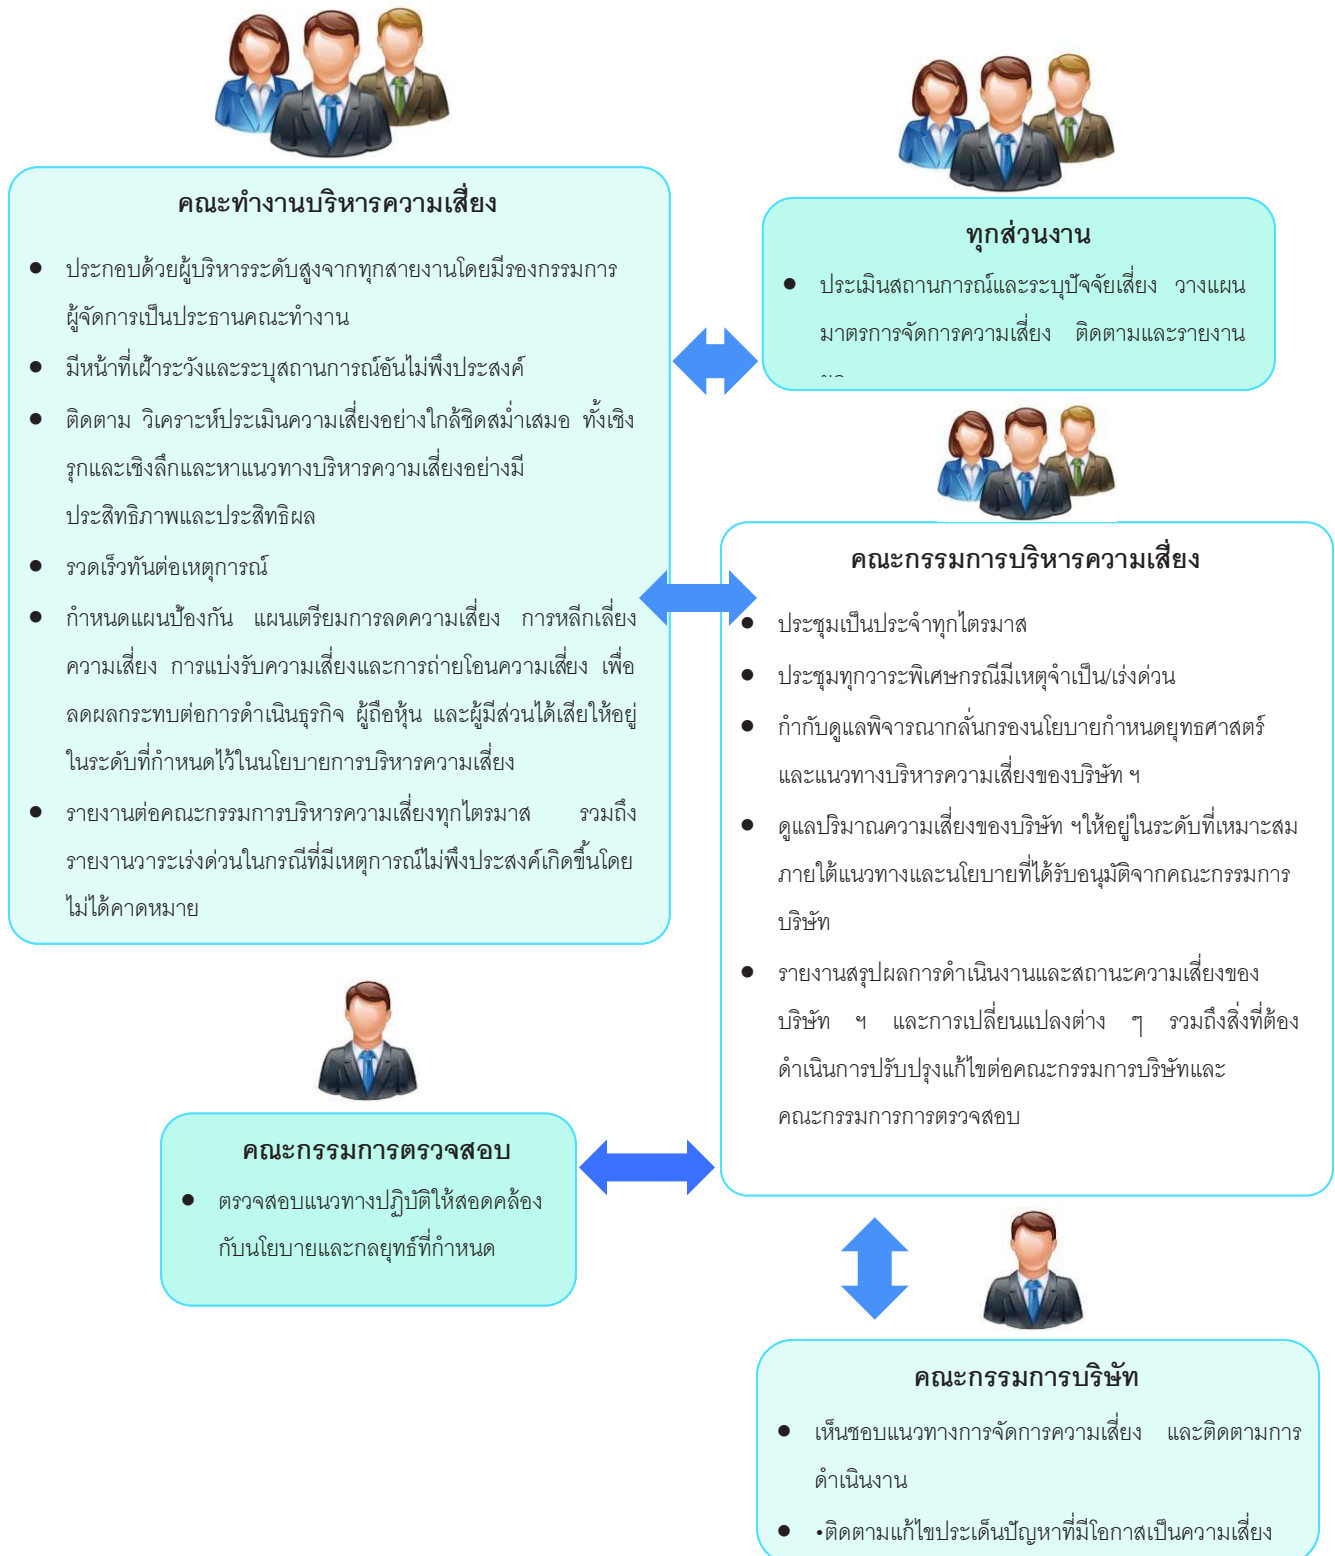 คณะทำงานบริหารความเสี่ยง
● ประกอบด้วยผู้บริหารระดับสูงจากทุกสายงานโดยมีรองกรรมการ
ผู้จัดการเป็นประธานคณะทำงาน
● มีหน้าที่เฝ้าระวังและระบุสถานการณ์อันไม่พึงประสงค์
● ติดตาม วิเคราะห์ประเมินความเสี่ยงอย่างใกล้ชิดสม่ำเสมอ ทั้งเชิง
รุกและเชิงลึกและหาแนวทางบริหารความเสี่ยงอย่างมี
ประสิทธิภาพและประสิทธิผล
● รวดเร็วทันต่อเหตุการณ์
● กำหนดแผนป้องกัน แผนเตรียมการลดความเสี่ยง การหลีกเลี่ยง
ความเสี่ยง การแบ่งรับความเสี่ยงและการถ่ายโอนความเสี่ยง เพื่อ
ลดผลกระทบต่อการดำเนินธุรกิจ ผู้ถือหุ้น และผู้มีส่วนได้เสียให้อยู่
ในระดับที่กำหนดไว้ในนโยบายการบริหารความเสี่ยง
● รายงานต่อคณะกรรมการบริหารความเสี่ยงทุกไตรมาส รวมถึง
รายงานวาระเร่งด่วนในกรณีที่มีเหตุการณ์ไม่พึงประสงค์เกิดขึ้นโดย
ไม่ได้คาดหมาย
ทุกส่วนงาน
● ประเมินสถานการณ์และระบุปัจจัยเสี่ยง วางแผน
มาตรการจัดการความเสี่ยง ติดตามและรายงาน
คณะกรรมการบริหารความเสี่ยง
● ประชุมเป็นประจำทุกไตรมาส
● ประชุมทุกวาระพิเศษกรณีมีเหตุจำเป็น/เร่งด่วน
● กำกับดูแลพิจารณากลั่นกรองนโยบายกำหนดยุทธศาสตร์
และแนวทางบริหารความเสี่ยงของบริษัท ฯ
● ดูแลปริมาณความเสี่ยงของบริษัท ฯให้อยู่ในระดับที่เหมาะสม
ภายใต้แนวทางและนโยบายที่ได้รับอนุมัติจากคณะกรรมการ
บริษัท
● รายงานสรุปผลการดำเนินงานและสถานะความเสี่ยงของ
บริษัท ฯ และการเปลี่ยนแปลงต่าง ๆ รวมถึงสิ่งที่ต้อง
ดำเนินการปรับปรุงแก้ไขต่อคณะกรรมการบริษัทและ
คณะกรรมการการตรวจสอบ
คณะกรรมการตรวจสอบ
● ตรวจสอบแนวทางปฏิบัติให้สอดคล้อง
กับนโยบายและกลยุทธ์ที่กำหนด
คณะกรรมการบริษัท
● เห็นชอบแนวทางการจัดการความเสี่ยง และติดตามการ
ดำเนินงาน
● •ติดตามแก้ไขประเด็นปัญหาที่มีโอกาสเป็นความเสี่ยง